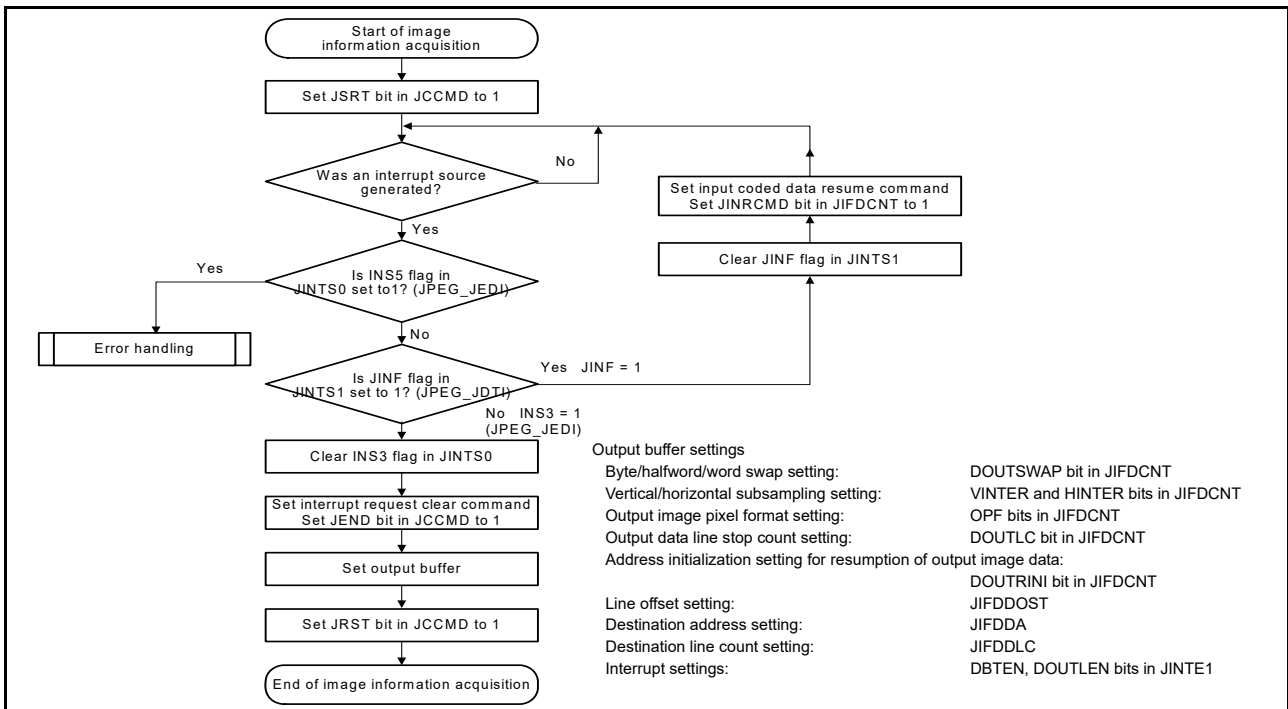 Start of image
information acquisition
Set JSRT bit in JCCMD to 1
Was an interrupt source
generated?
No
Yes
Set input coded data resume command
Set JINRCMD bit in JIFDCNT to 1
Clear JINF flag in JINTS1
Is INS5 flag in
JINTS0 set to1? (JPEG_JEDI)
Yes
Error handling
No
Is JINF flag in
JINTS1 set to 1? (JPEG_JDTI)
Yes JINF = 1
No INS3 = 1
(JPEG_JEDI)
Clear INS3 flag in JINTS0
Set interrupt request clear command
Set JEND bit in JCCMD to 1
Set output buffer
Set JRST bit in JCCMD to 1
End of image information acquisition
Output buffer settings
Byte/halfword/word swap setting: DOUTSWAP bit in JIFDCNT
Vertical/horizontal subsampling setting: VINTER and HINTER bits in JIFDCNT
Output image pixel format setting: OPF bits in JIFDCNT
Output data line stop count setting: DOUTLC bit in JIFDCNT
Address initialization setting for resumption of output image data:
DOUTRINI bit in JIFDCNT
Line offset setting: JIFDDOST
Destination address setting: JIFDDA
Destination line count setting: JIFDDLC
Interrupt settings: DBTEN, DOUTLEN bits in JINTE1